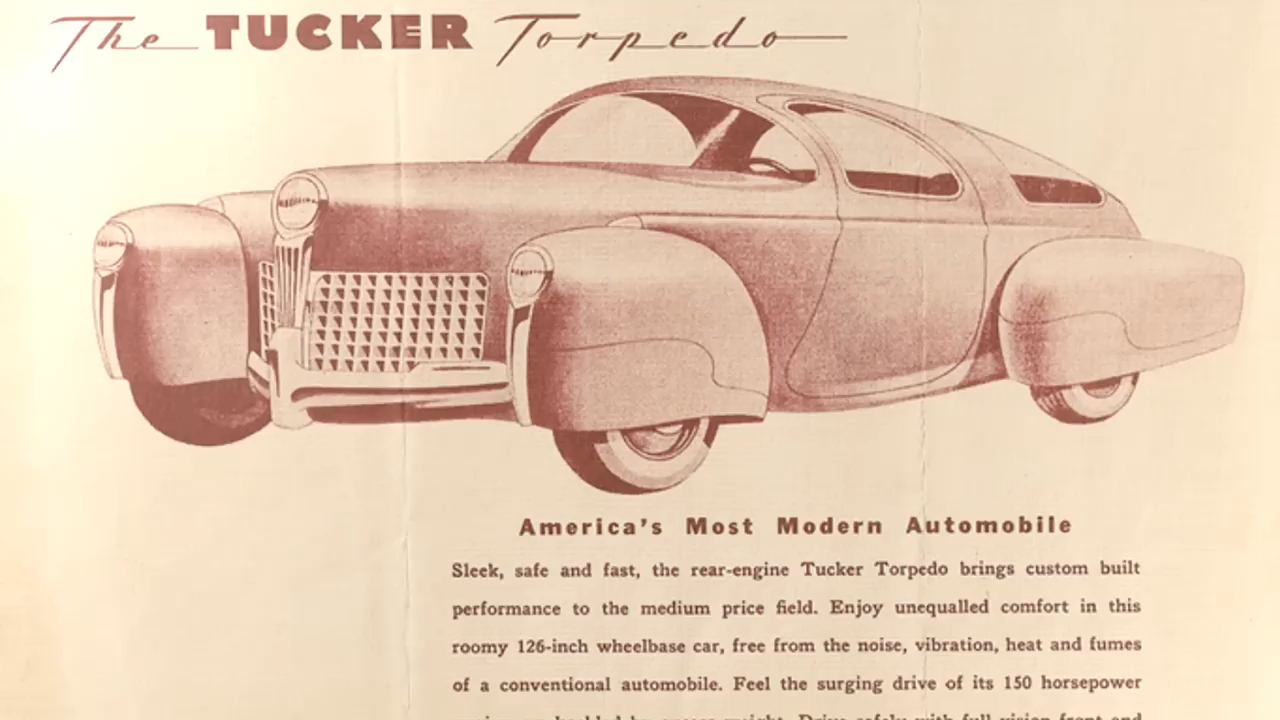 The TUCKER Torpedo
America's Most Modern Automobile
Sleek, safe and fast, the rear-engine Tucker Torpedo brings custom built
performance to the medium price field. Enjoy unequalled comfort in this
roomy 126-inch wheelbase car, free from the noise, vibration, heat and fumes
of a conventional automobile. Feel the surging drive of its 150 horsepower